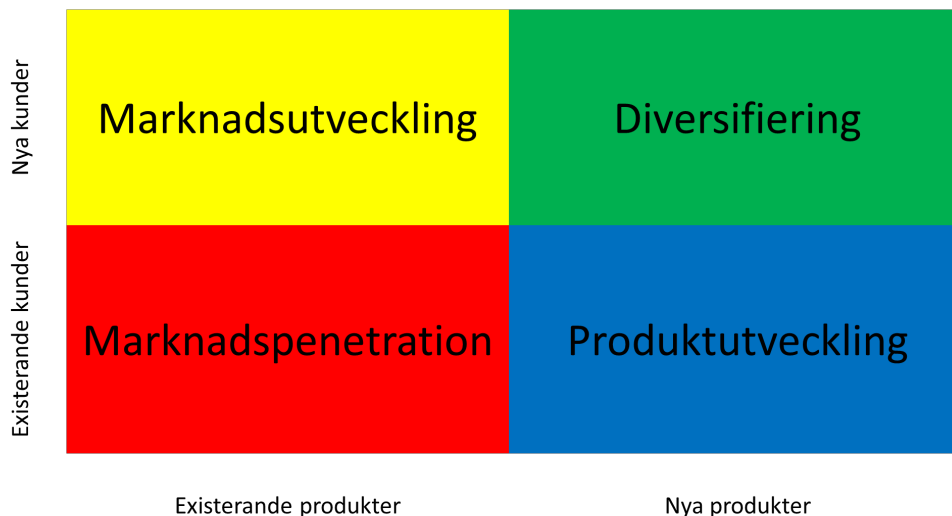 Nya kunder
Marknadsutveckling
Diversifiering
Existerande kunder
Marknadspenetration
Produktutveckling
Existerande produkter
Nya produkter